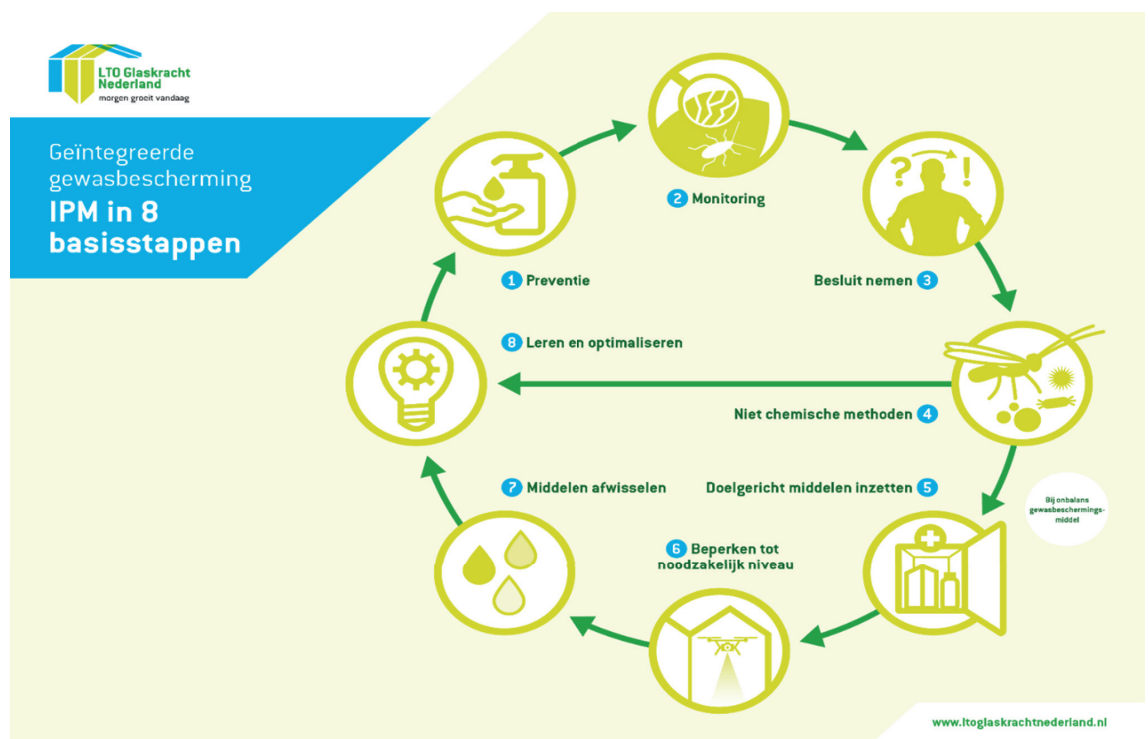 LTO Glaskracht
Nederland
morgen groeit vandaag
Geïntegreerde
gewasbescherming
IPM in 8
basisstappen
2 Monitoring
1 Preventie
Besluit nemen 3
8 Leren en optimaliseren
Niet chemische methoden 4
7 Middelen afwisselen
Doelgericht middelen inzetten 5
Bij onbalans
gewasbeschermings-
middel
6 Beperken tot
noodzakelijk niveau
? !
www.ltoglaskrachtnederland.nl